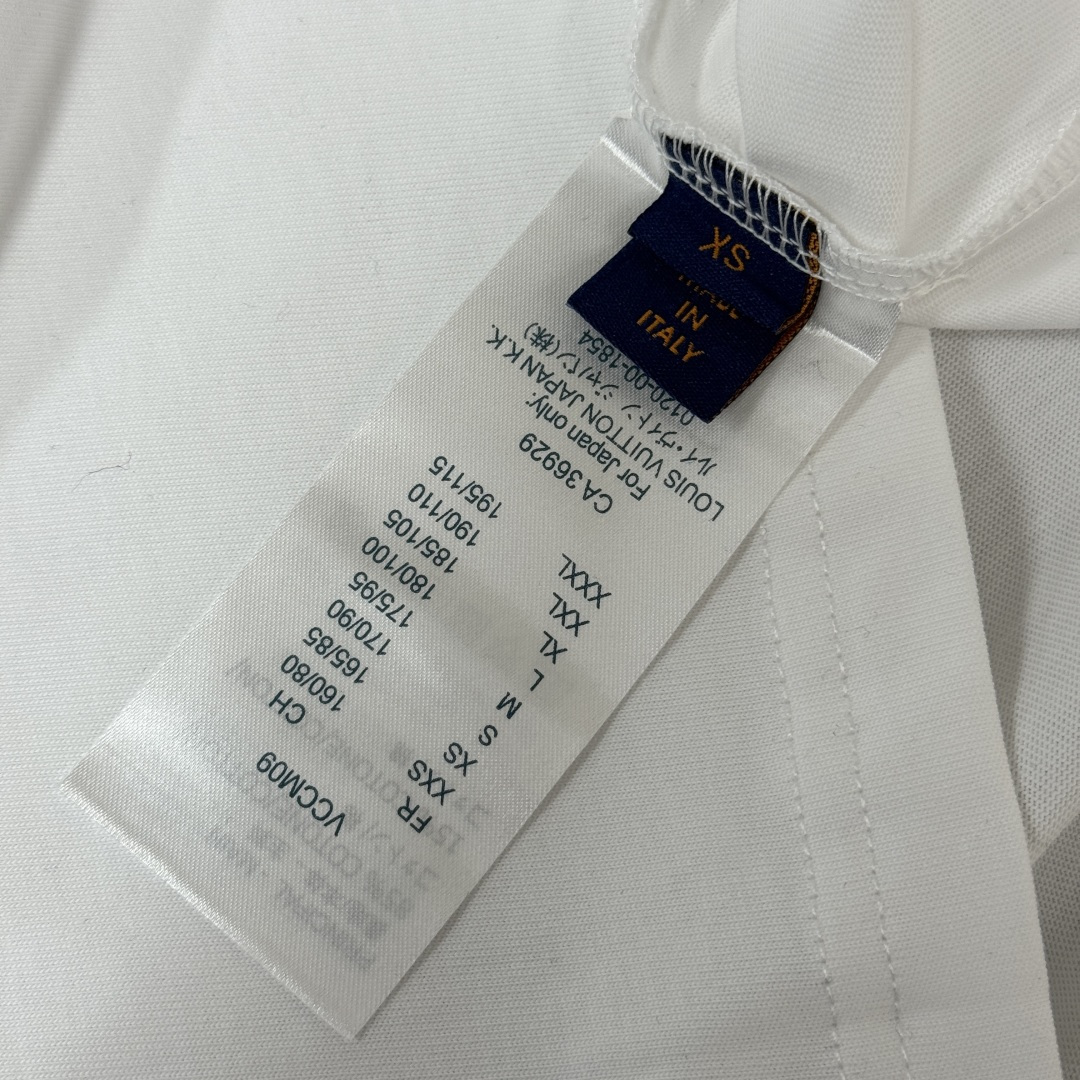 VCCM09
FR CH
XXS 160/80
XS 165/85
S 170/90
M 175/95
L 180/100
XL 185/105
XXL 190/110
XXXL 195/115
CA 36929
For Japan only:
LOUIS VUITTON JAPAN K.K.
ルイ・ヴィトン ジャパン(株)
0120-00-1854
SK
IN
ITALY